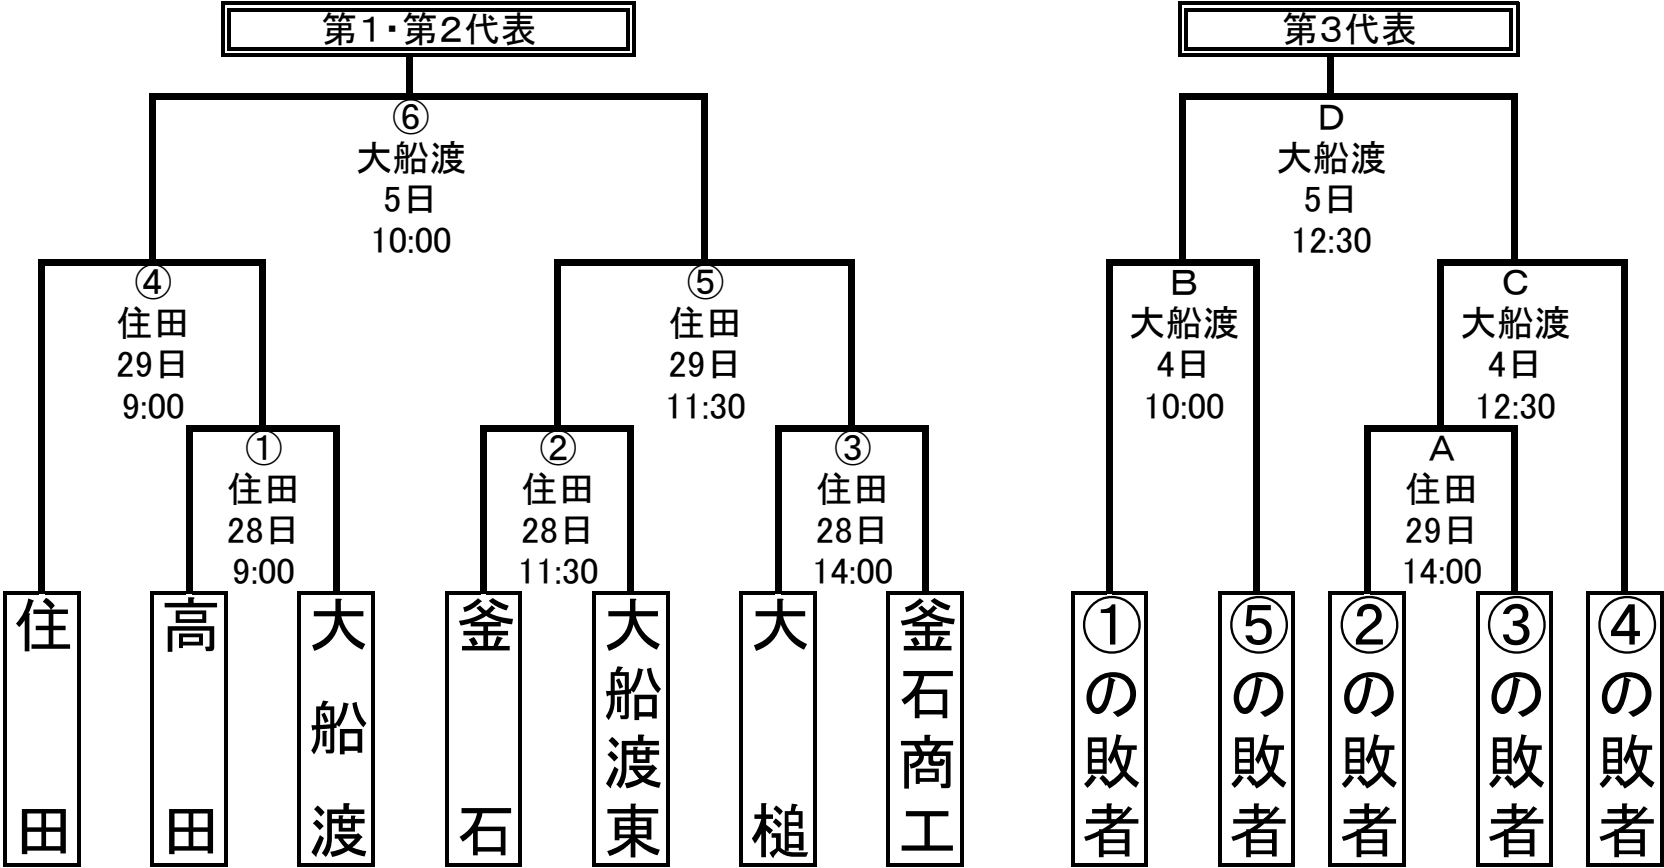 第１・第２代表
第３代表
⑥
大船渡
5日
10:00
D
大船渡
5日
12:30
④
住田
29日
9:00
⑤
住田
29日
11:30
B
大船渡
4日
10:00
C
大船渡
4日
12:30
①
住田
28日
9:00
②
住田
28日
11:30
③
住田
28日
14:00
A
住田
29日
14:00
住田
高田
大船渡
釜石
大船渡東
大槌
釜石商工
①の敗者
⑤の敗者
②の敗者
③の敗者
④の敗者